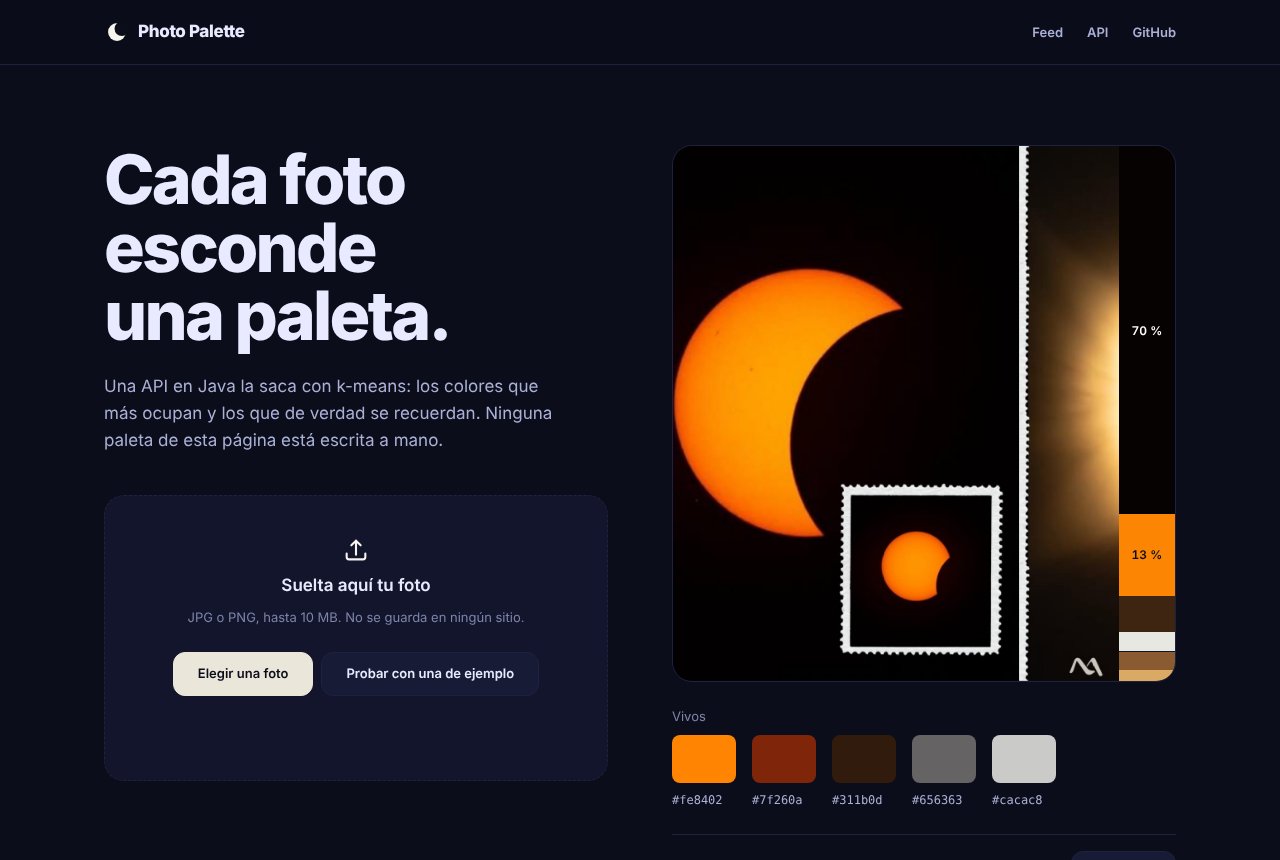 Photo Palette
Feed
API
GitHub
Cada foto
esconde
una paleta.
Una API en Java la saca con k-means: los colores que
más ocupan y los que de verdad se recuerdan. Ninguna
paleta de esta página está escrita a mano.
Suelta aquí tu foto
JPG o PNG, hasta 10 MB. No se guarda en ningún sitio.
Elegir una foto
Probar con una de ejemplo
70 %
13 %
Vivos
#fe8402
#7f260a
#311b0d
#656363
#cacac8